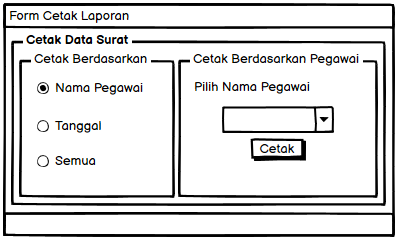 Form Cetak Laporan
Cetak Data Surat
Cetak Berdasarkan
Nama Pegawai
Tanggal
Semua
Cetak Berdasarkan Pegawai
Pilih Nama Pegawai
Cetak